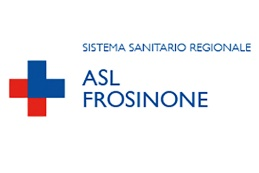 SISTEMA SANITARIO REGIONALE
ASL
FROSINONE